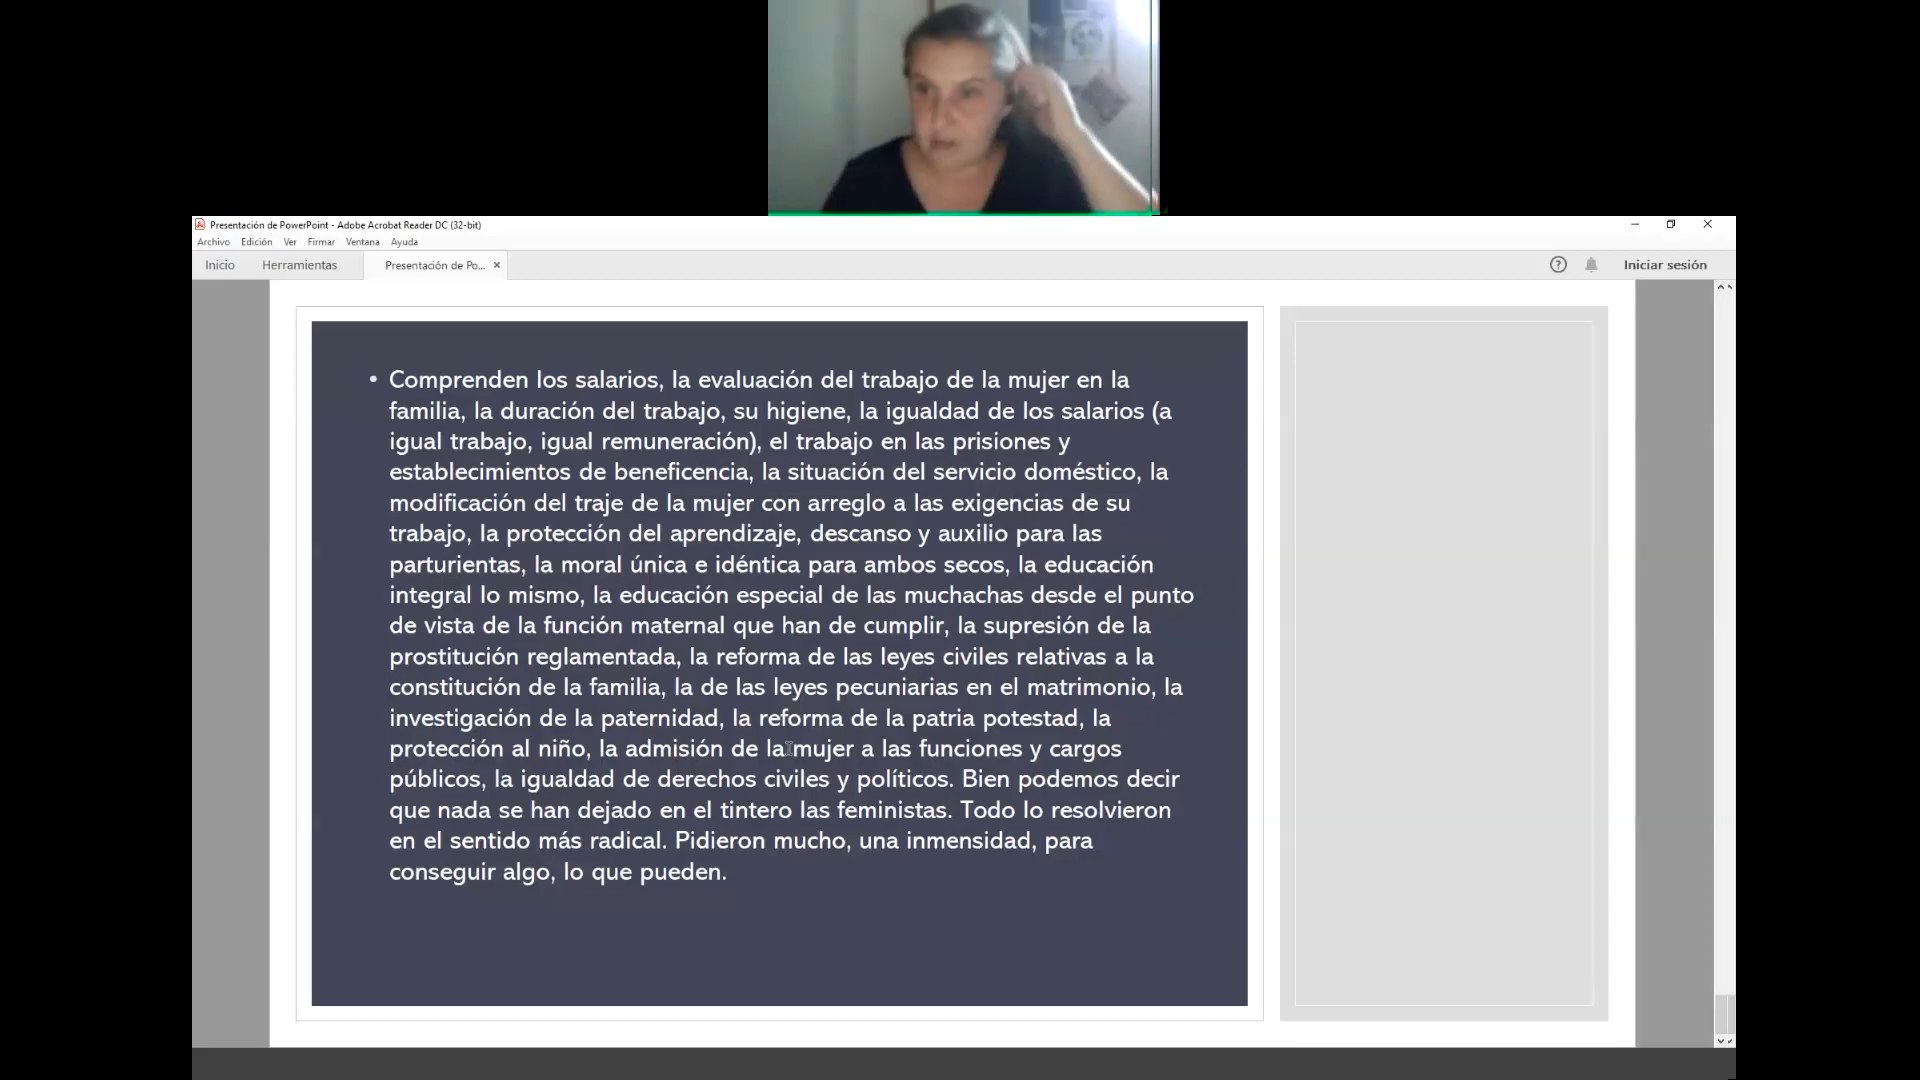 Presentación de PowerPoint - Adobe Acrobat Reader DC (32-bit)
Archivo Edición Ver Firmar Ventana Ayuda
Inicio Herramientas Presentación de Po... Iniciar sesión
• Comprenden los salarios, la evaluación del trabajo de la mujer en la
familia, la duración del trabajo, su higiene, la igualdad de los salarios (a
igual trabajo, igual remuneración), el trabajo en las prisiones y
establecimientos de beneficencia, la situación del servicio doméstico, la
modificación del traje de la mujer con arreglo a las exigencias de su
trabajo, la protección del aprendizaje, descanso y auxilio para las
parturientas, la moral única e idéntica para ambos secos, la educación
integral lo mismo, la educación especial de las muchachas desde el punto
de vista de la función maternal que han de cumplir, la supresión de la
prostitución reglamentada, la reforma de las leyes civiles relativas a la
constitución de la familia, la de las leyes pecuniarias en el matrimonio, la
investigación de la paternidad, la reforma de la patria potestad, la
protección al niño, la admisión de la mujer a las funciones y cargos
públicos, la igualdad de derechos civiles y políticos. Bien podemos decir
que nada se han dejado en el tintero las feministas. Todo lo resolvieron
en el sentido más radical. Pidieron mucho, una inmensidad, para
conseguir algo, lo que pueden.